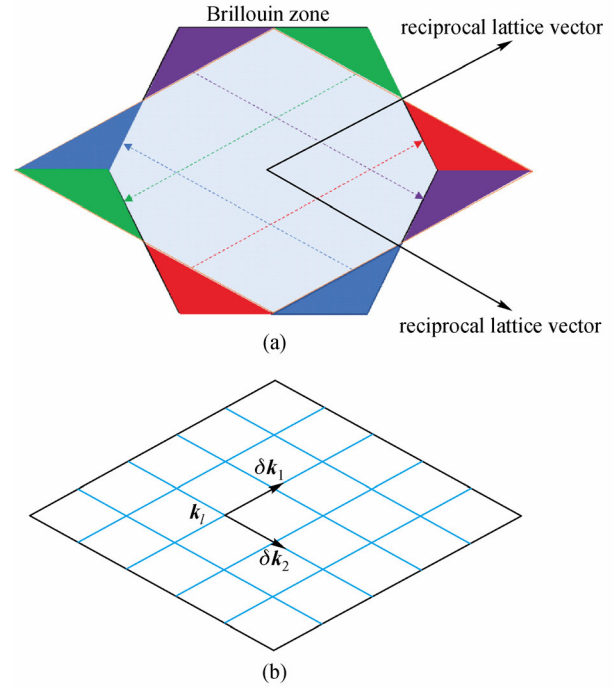 Brillouin zone
reciprocal lattice vector
reciprocal lattice vector
(a)
δk₁
kₗ
δk₂
(b)